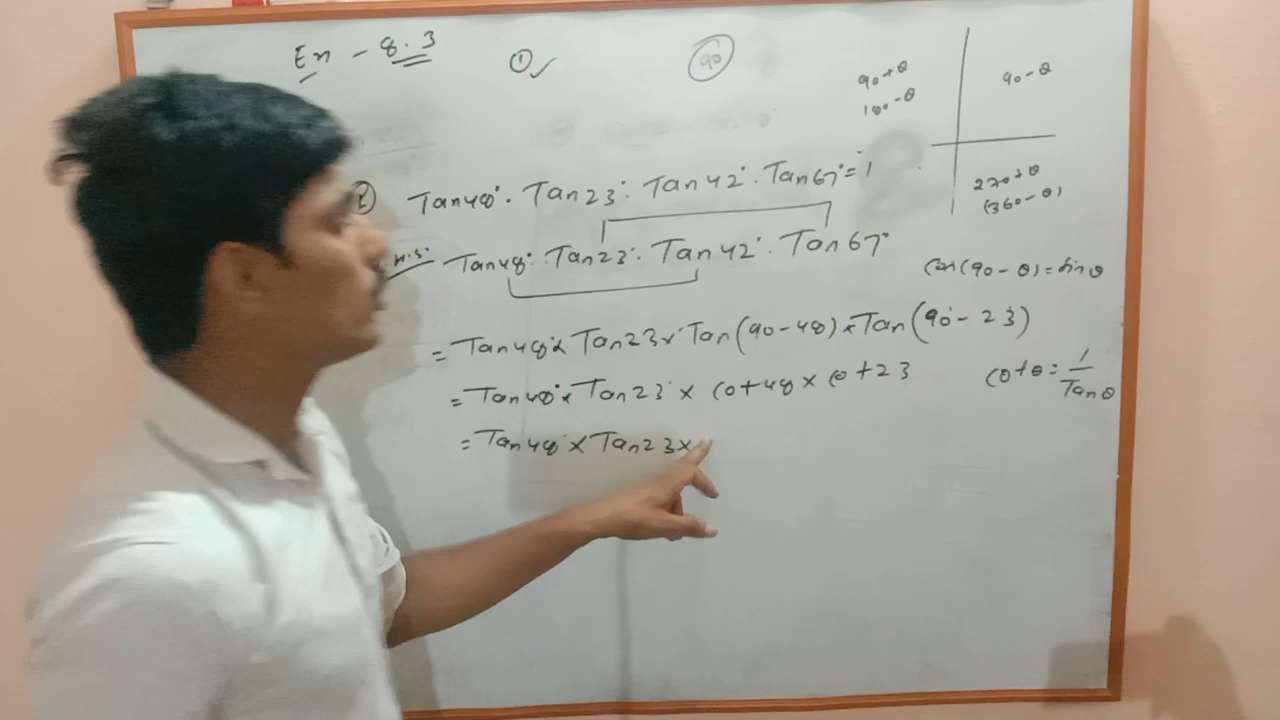 Ex - 8.3
①✓
90
90+θ
180-θ
90-θ
270+θ
(360-θ)
② Tan48°. Tan23°. Tan42°. Tan67°=1
H.S:
Tan48°. Tan23°. Tan42°. Tan67°
Cos(90-θ)=Sinθ
= Tan48× Tan23× Tan(90-48)×Tan(90-23)
= Tan48°× Tan23 × Cot48 × Cot23
Cotθ = 1/Tanθ
= Tan48° × Tan23×